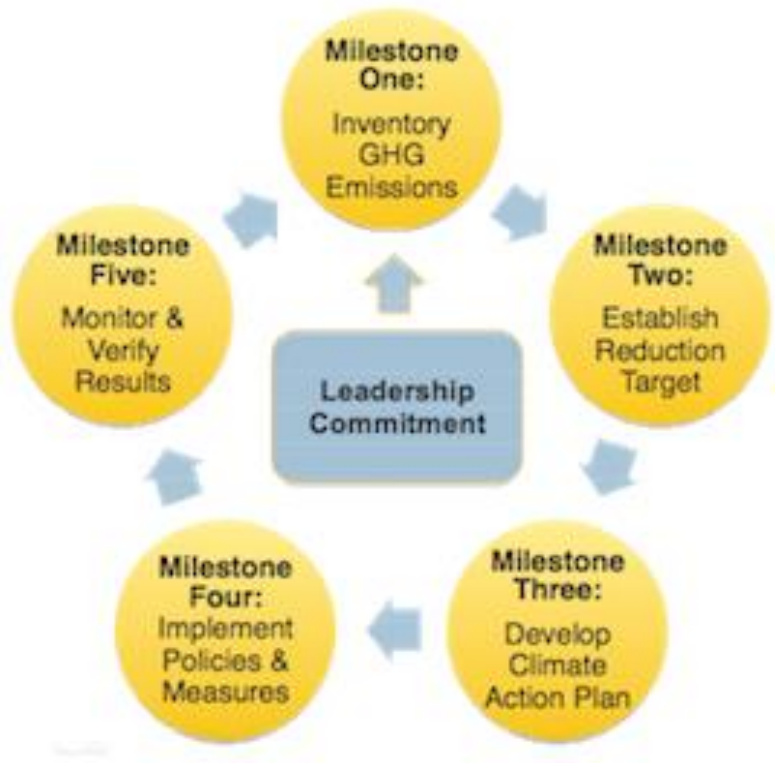 Milestone
One:
Inventory
GHG
Emissions
Milestone
Two:
Establish
Reduction
Target
Milestone
Three:
Develop
Climate
Action Plan
Milestone
Four:
Implement
Policies &
Measures
Milestone
Five:
Monitor &
Verify
Results
Leadership
Commitment